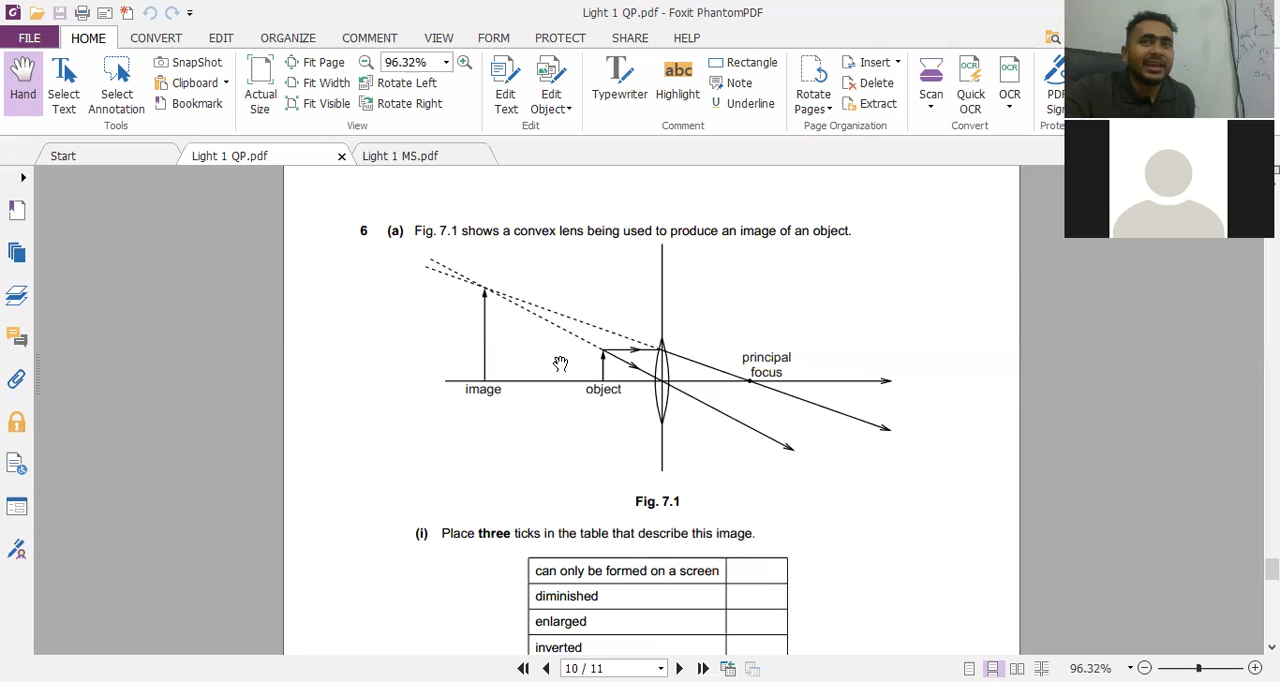 Light 1 QP.pdf - Foxit PhantomPDF
FILE HOME CONVERT EDIT ORGANIZE COMMENT VIEW FORM PROTECT SHARE HELP
Hand
Select Text
Select Annotation
SnapShot
Clipboard
Bookmark
Tools
Actual Size
Fit Page
Fit Width
Fit Visible
96.32%
Rotate Left
Rotate Right
View
Edit Text
Edit Object
Edit
Typewriter
abc
Highlight
Rectangle
Note
Underline
Comment
Rotate Pages
Insert
Delete
Extract
Page Organization
Scan
OCR
Quick OCR
OCR
OCR
Convert
PDF
Sign
Prote
Start
Light 1 QP.pdf
Light 1 MS.pdf
6 (a) Fig. 7.1 shows a convex lens being used to produce an image of an object.
principal
focus
image
object
Fig. 7.1
(i) Place three ticks in the table that describe this image.
can only be formed on a screen
diminished
enlarged
inverted
10 / 11
96.32%